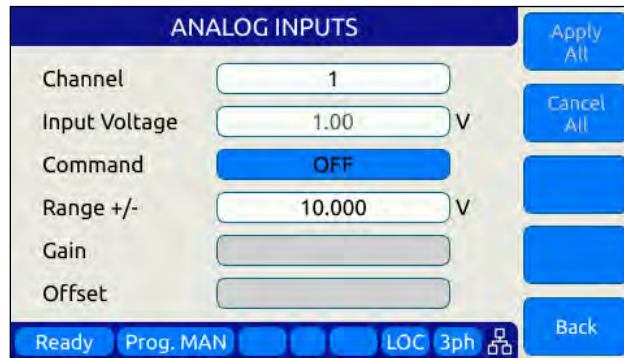 ANALOG INPUTS
Apply
All
Channel 1
Cancel
All
Input Voltage 1.00 V
Command OFF
Range +/- 10.000 V
Gain
Offset
Back
Ready Prog. MAN LOC 3ph